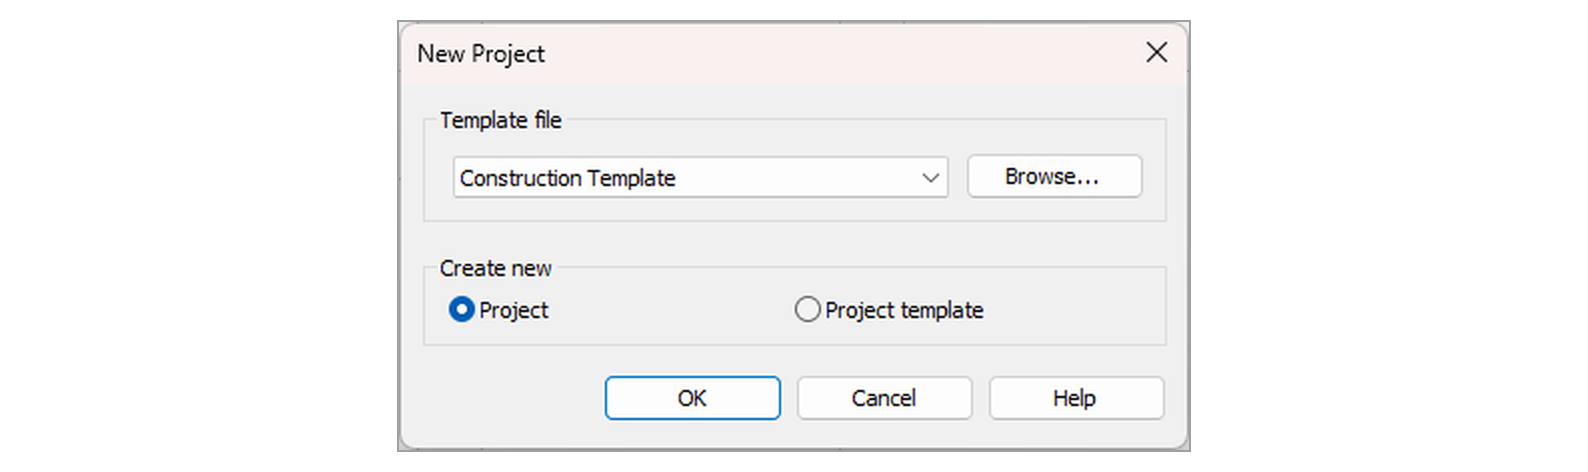 New Project
Template file
Construction Template
Browse...
Create new
Project
Project template
OK
Cancel
Help